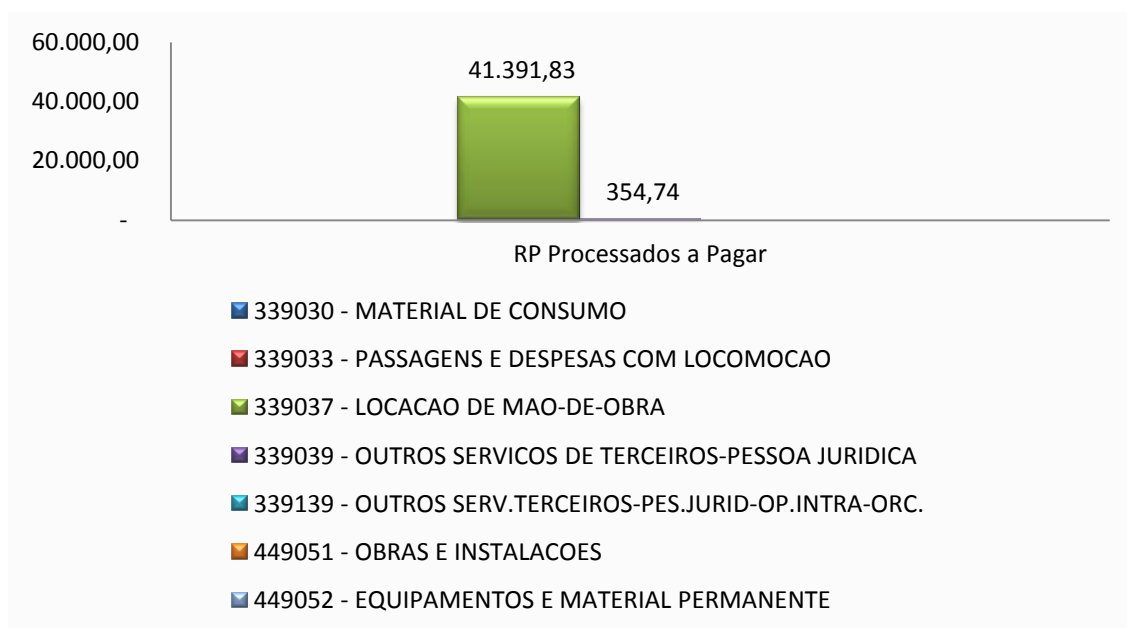 60.000,00
41.391,83
40.000,00
20.000,00
354,74
-
RP Processados a Pagar
339030 - MATERIAL DE CONSUMO
339033 - PASSAGENS E DESPESAS COM LOCOMOCAO
339037 - LOCACAO DE MAO-DE-OBRA
339039 - OUTROS SERVICOS DE TERCEIROS-PESSOA JURIDICA
339139 - OUTROS SERV.TERCEIROS-PES.JURID-OP.INTRA-ORC.
449051 - OBRAS E INSTALACOES
449052 - EQUIPAMENTOS E MATERIAL PERMANENTE